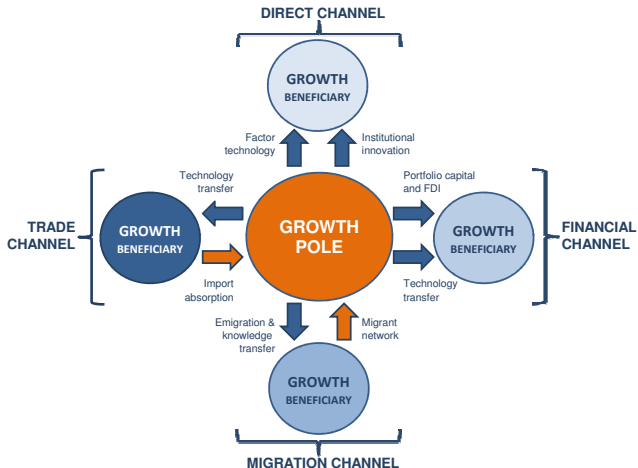 DIRECT CHANNEL
GROWTH
BENEFICIARY
Factor
technology
Institutional
innovation
Technology
transfer
Portfolio capital
and FDI
TRADE
CHANNEL
GROWTH
BENEFICIARY
GROWTH
POLE
GROWTH
BENEFICIARY
FINANCIAL
CHANNEL
Import
absorption
Technology
transfer
Emigration &
knowledge
transfer
Migrant
network
GROWTH
BENEFICIARY
MIGRATION CHANNEL